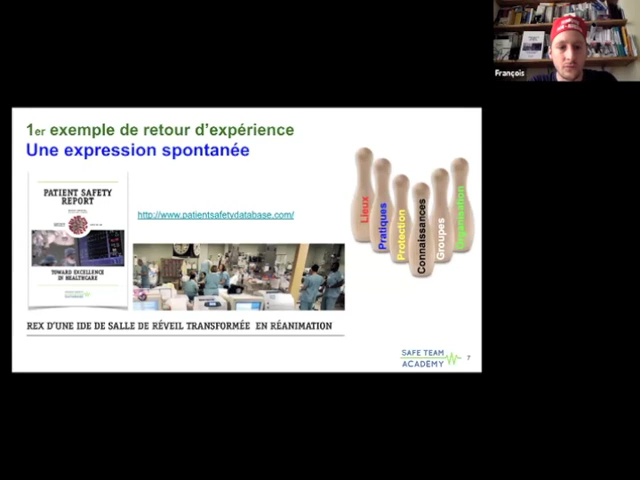 François
1er exemple de retour d'expérience
Une expression spontanée
PATIENT SAFETY
REPORT
TOWARD EXCELLENCE
IN HEALTHCARE
http://www.patientsafetydatabase.com/
Lieux
Pratiques
Protection
Connaissances
Groupes
Organisation
REX D'UNE IDE DE SALLE DE RÉVEIL TRANSFORMÉE EN RÉANIMATION
SAFE TEAM
ACADEMY
7